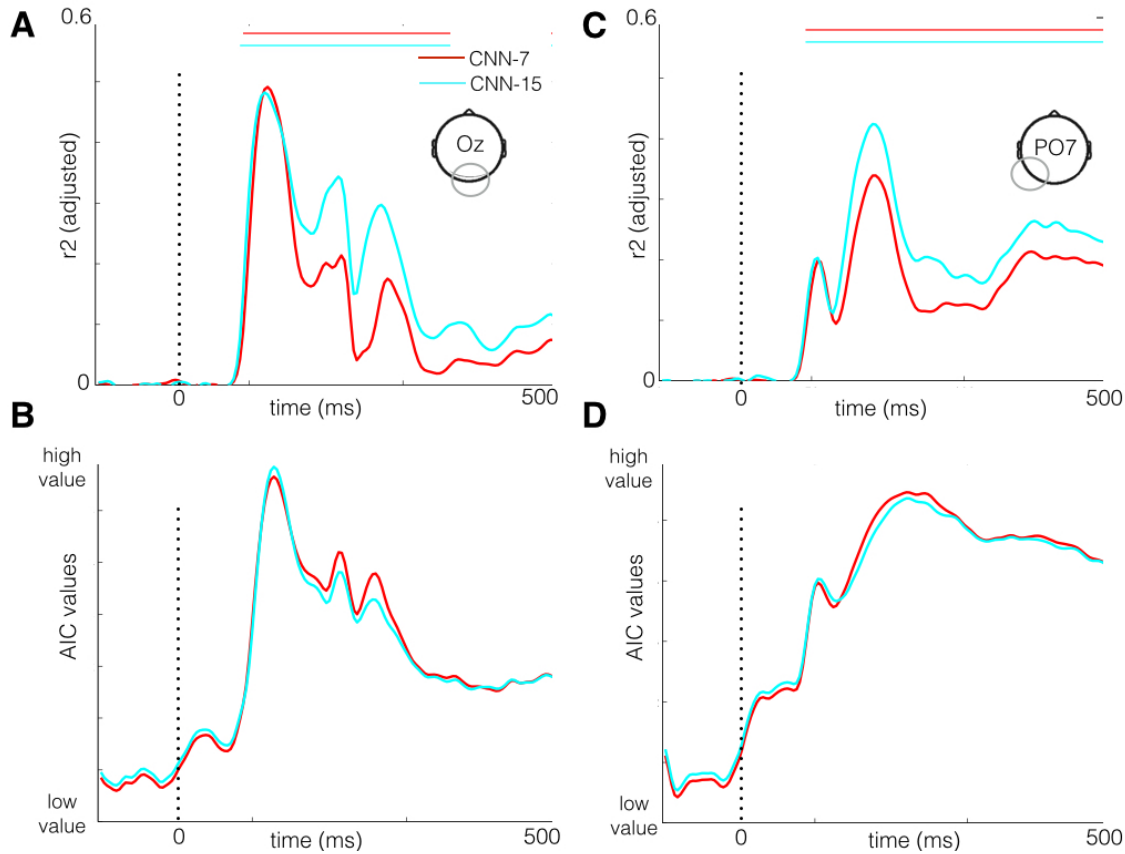 A
0.6
CNN-7
CNN-15
Oz
r2 (adjusted)
0
0
time (ms)
500
C
0.6
PO7
r2 (adjusted)
0
0
time (ms)
500
B
high
value
AIC values
low
value
0
time (ms)
500
D
high
value
AIC values
low
value
0
time (ms)
500